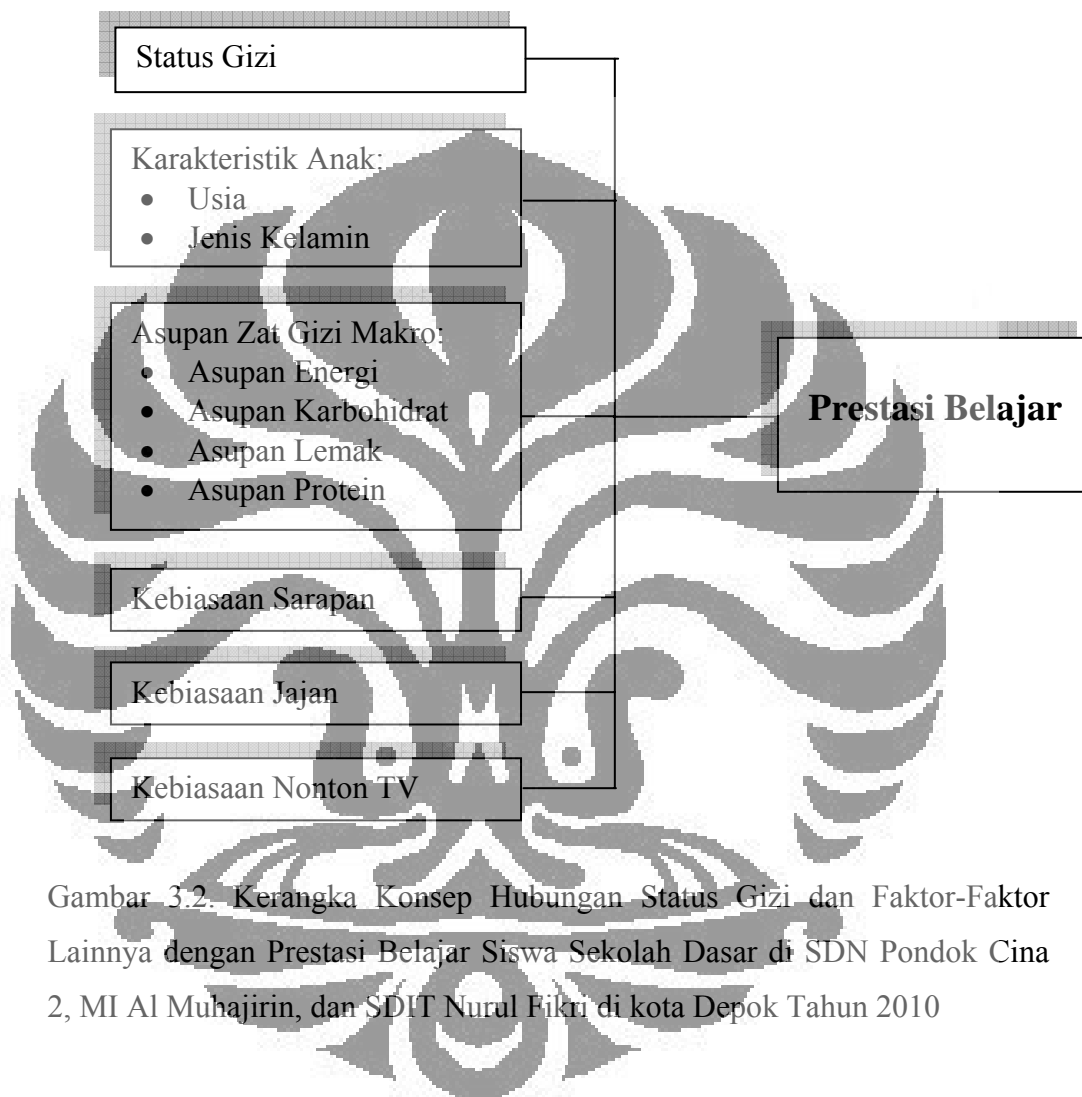 Status Gizi
Karakteristik Anak:
• Usia
• Jenis Kelamin
Asupan Zat Gizi Makro:
• Asupan Energi
• Asupan Karbohidrat
• Asupan Lemak
• Asupan Protein
Prestasi Belajar
Kebiasaan Sarapan
Kebiasaan Jajan
Kebiasaan Nonton TV
Gambar 3.2. Kerangka Konsep Hubungan Status Gizi dan Faktor-Faktor
Lainnya dengan Prestasi Belajar Siswa Sekolah Dasar di SDN Pondok Cina
2, MI Al Muhajirin, dan SDIT Nurul Fikri di kota Depok Tahun 2010